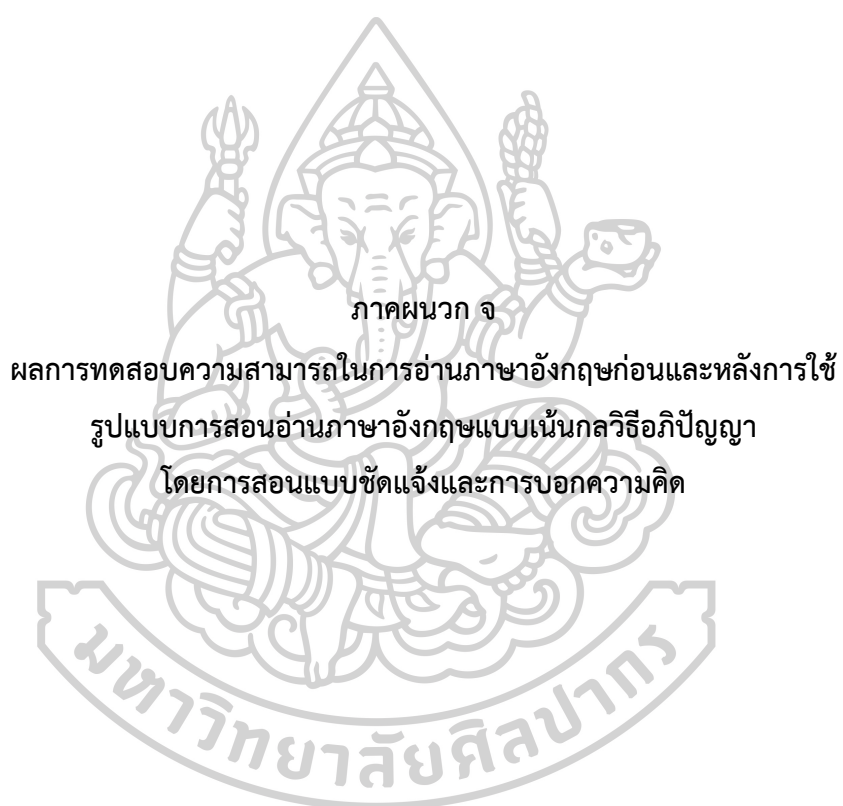 ภาคผนวก จ
ผลการทดสอบความสามารถในการอ่านภาษาอังกฤษก่อนและหลังการใช้
รูปแบบการสอนอ่านภาษาอังกฤษแบบเน้นกลวิธีอภิปัญญา
โดยการสอนแบบชัดแจ้งและการบอกความคิด
มหาวิทยาลัยศิลปากร